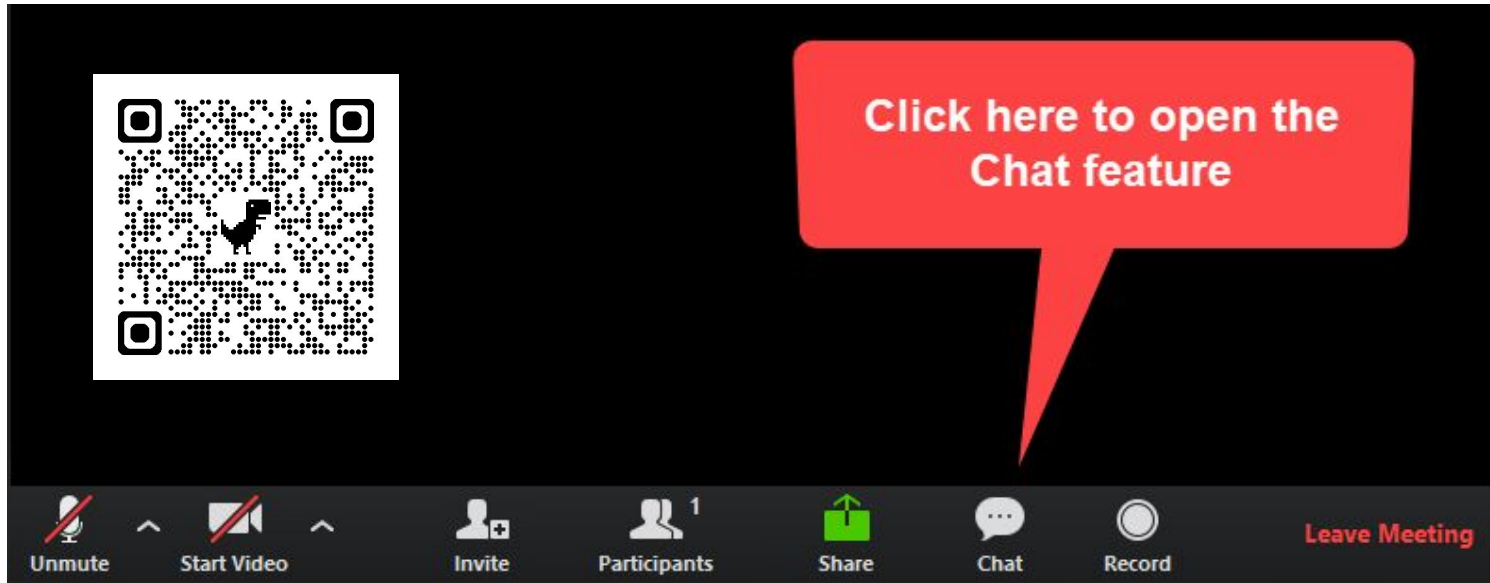 Click here to open the
Chat feature
1
Unmute
Start Video
Invite
Participants
Share
Chat
Record
Leave Meeting